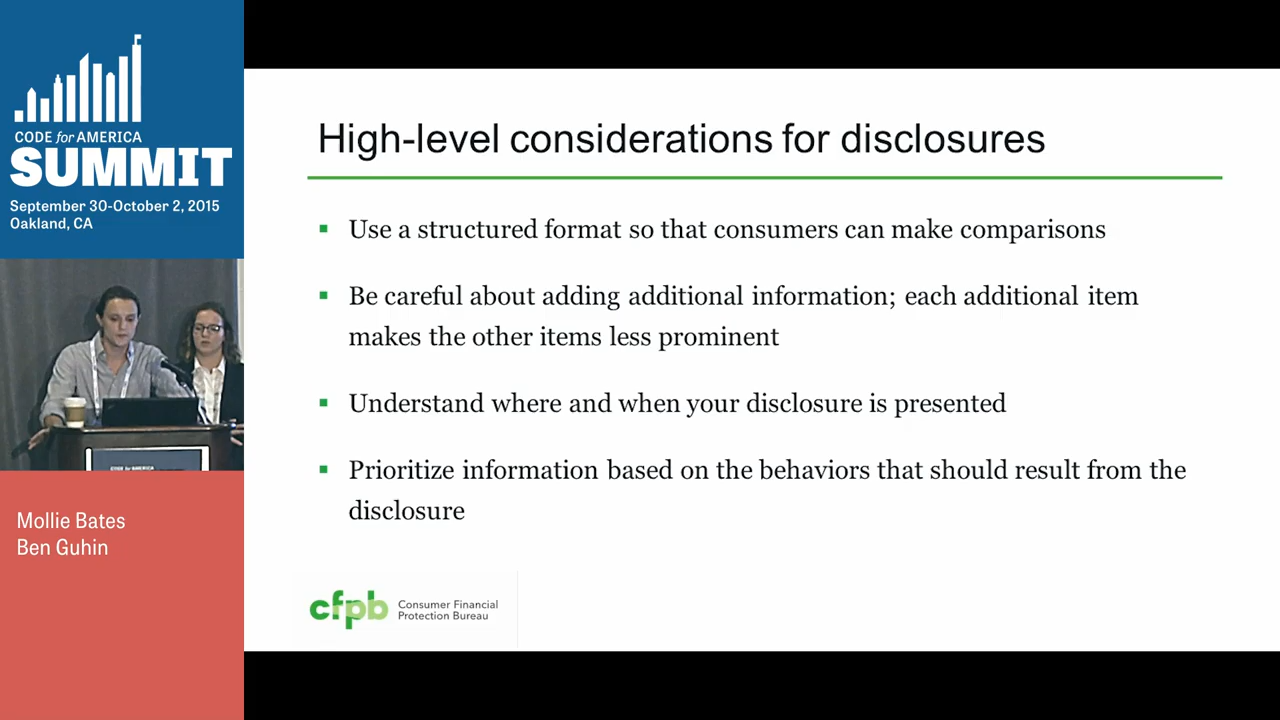 CODE for AMERICA
SUMMIT
September 30-October 2, 2015
Oakland, CA
CODE for AMERICA
Mollie Bates
Ben Guhin
High-level considerations for disclosures
Use a structured format so that consumers can make comparisons
Be careful about adding additional information; each additional item
makes the other items less prominent
Understand where and when your disclosure is presented
Prioritize information based on the behaviors that should result from the
disclosure
cfpb
Consumer Financial
Protection Bureau